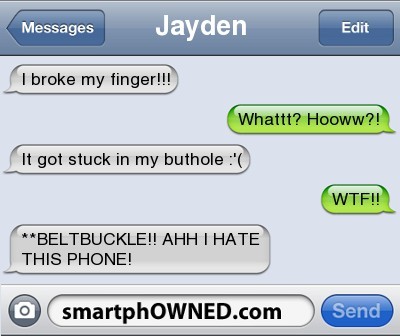 Messages
Jayden
Edit
I broke my finger!!!
Whattt? Hooww?!
It got stuck in my buthole :'(
WTF!!
**BELTBUCKLE!! AHH I HATE
THIS PHONE!
smartphOWNED.com
Send